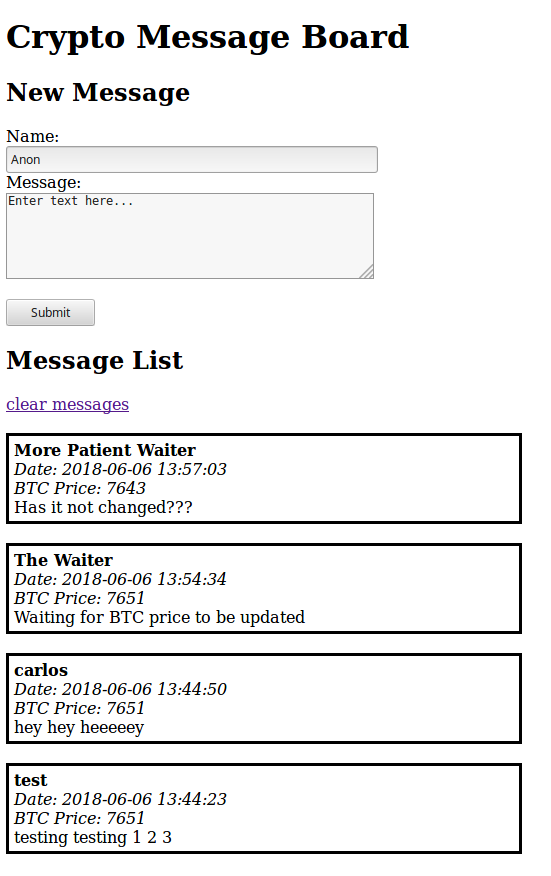 Crypto Message Board
New Message
Name:
Anon
Message:
Enter text here...
Submit
Message List
clear messages
More Patient Waiter
Date: 2018-06-06 13:57:03
BTC Price: 7643
Has it not changed???
The Waiter
Date: 2018-06-06 13:54:34
BTC Price: 7651
Waiting for BTC price to be updated
carlos
Date: 2018-06-06 13:44:50
BTC Price: 7651
hey hey heeeeey
test
Date: 2018-06-06 13:44:23
BTC Price: 7651
testing testing 1 2 3